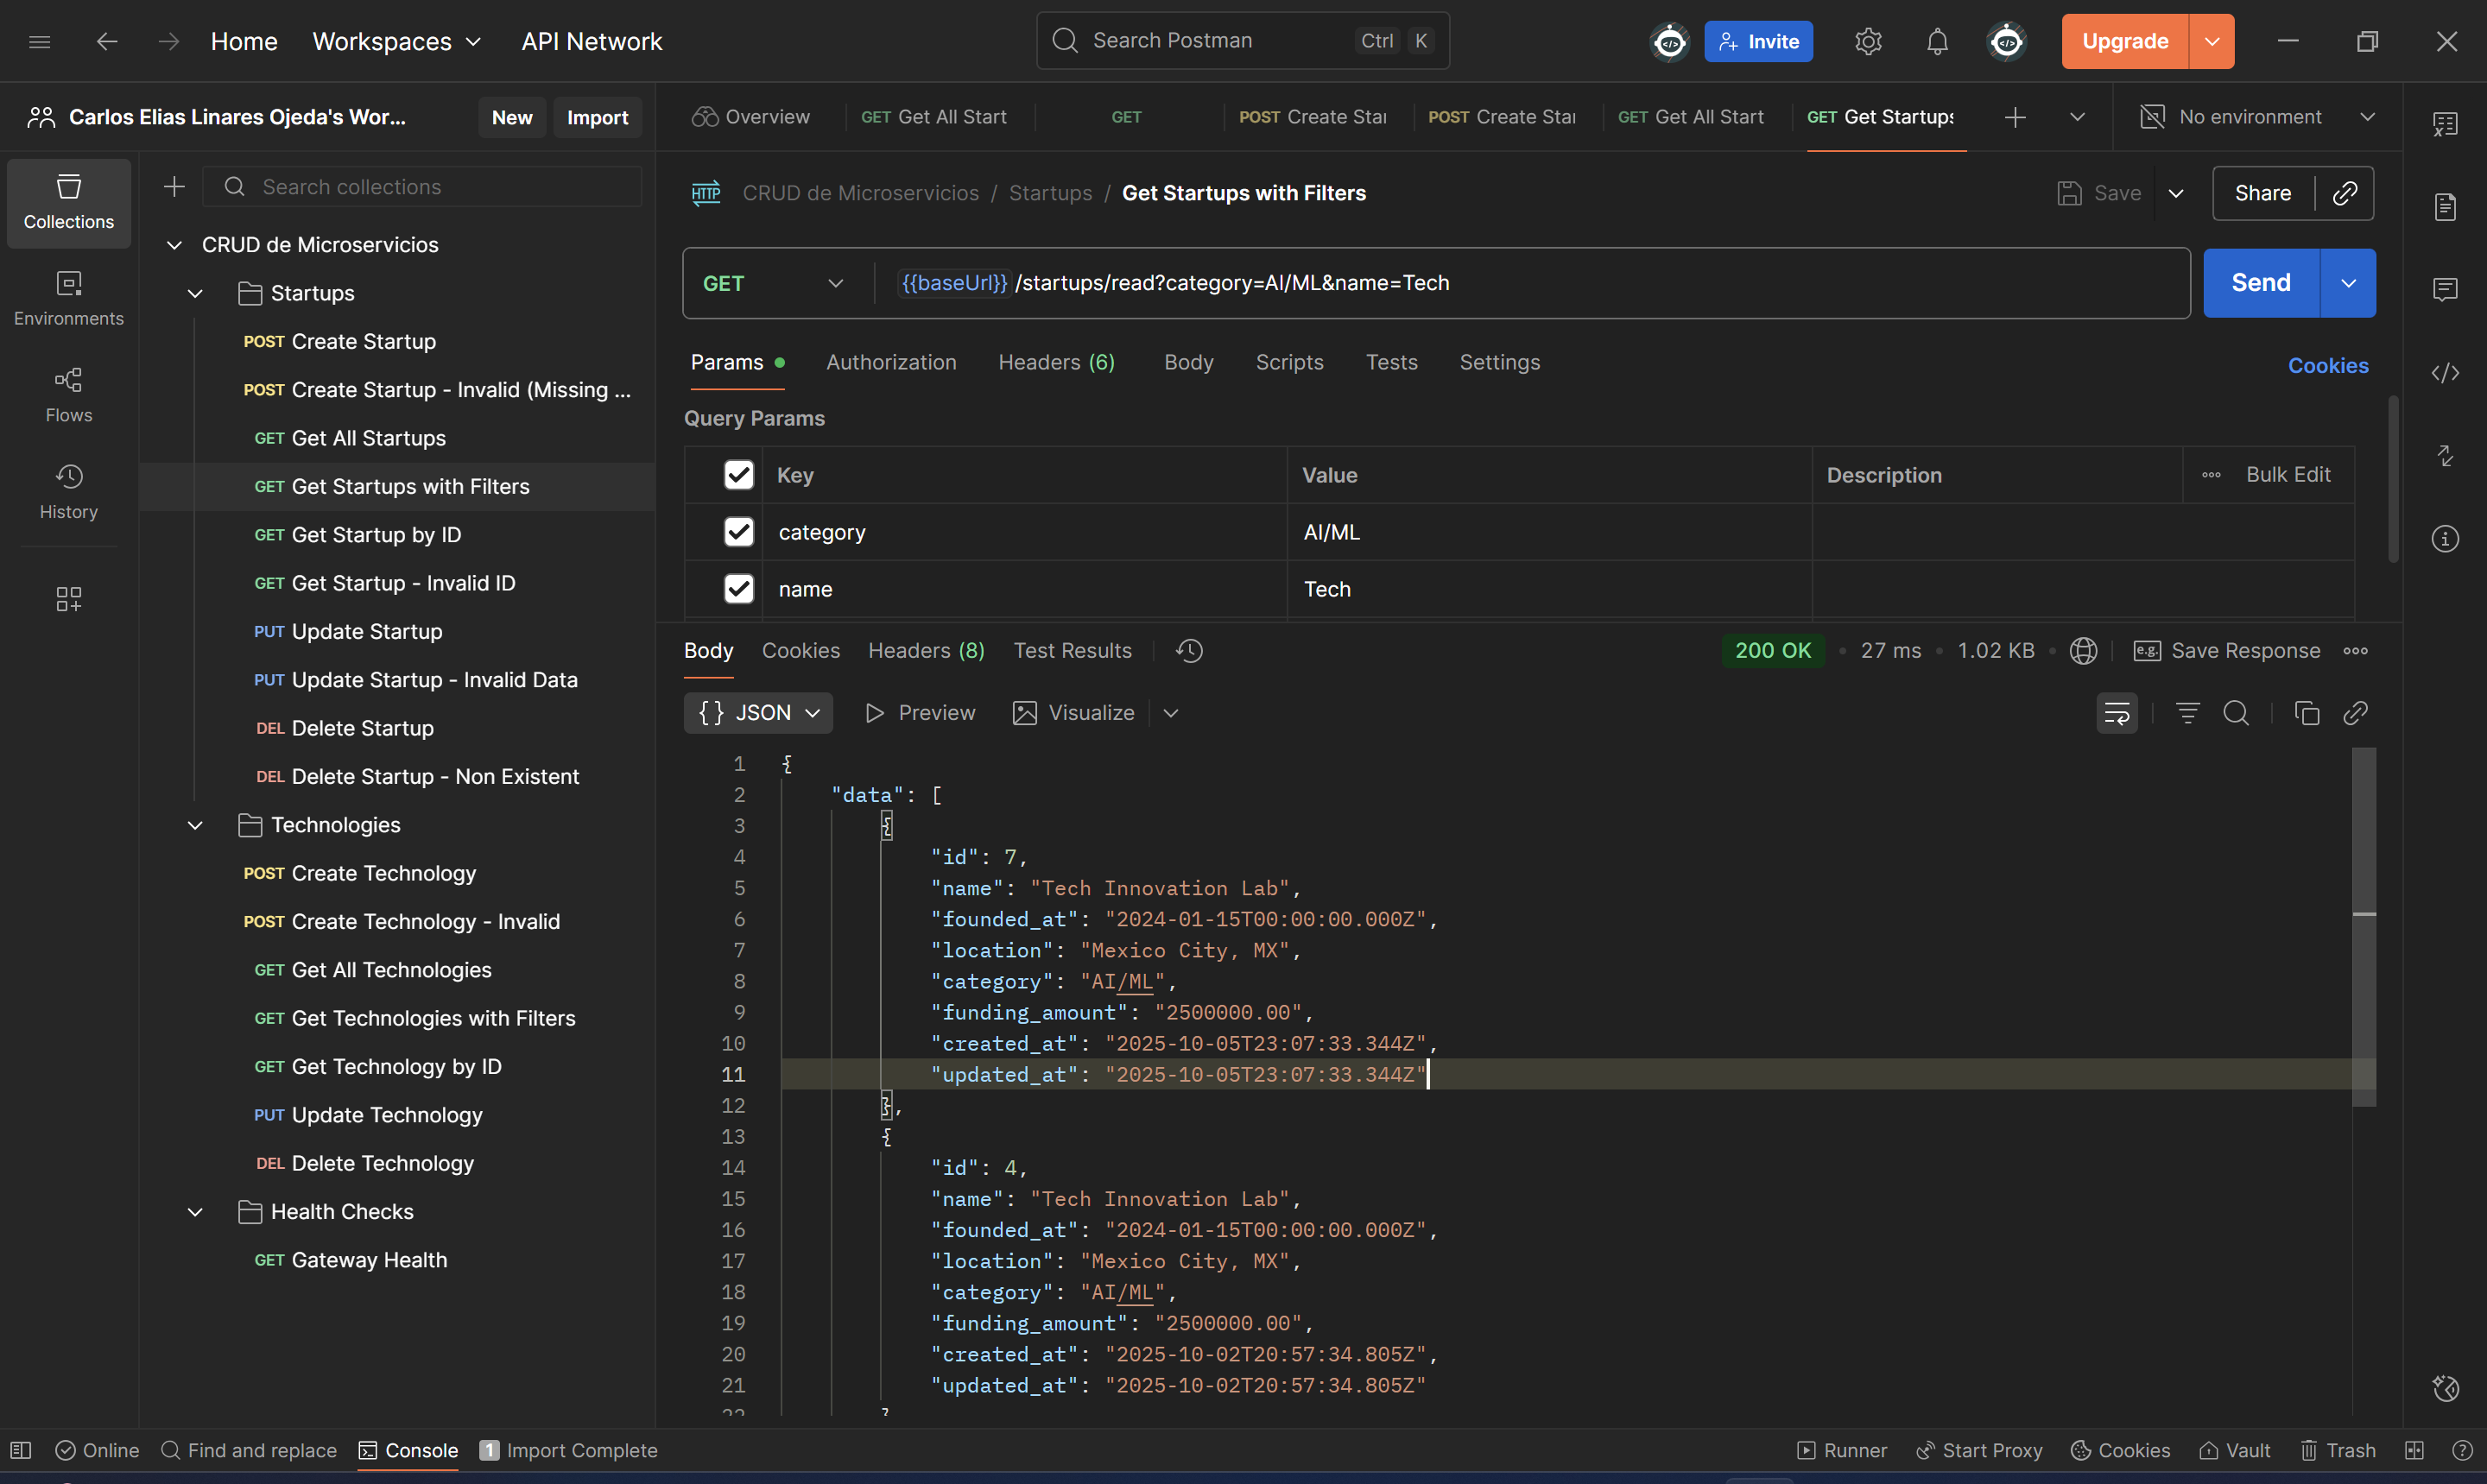 Home Workspaces API Network Search Postman Ctrl K Invite Upgrade
Carlos Elias Linares Ojeda's Wor... New Import
Overview GET Get All Start GET POST Create Star POST Create Star GET Get All Start GET Get Startups No environment
Collections
Environments
Flows
History
Search collections
CRUD de Microservicios
Startups
POST Create Startup
POST Create Startup - Invalid (Missing ...
GET Get All Startups
GET Get Startups with Filters
GET Get Startup by ID
GET Get Startup - Invalid ID
PUT Update Startup
PUT Update Startup - Invalid Data
DEL Delete Startup
DEL Delete Startup - Non Existent
Technologies
POST Create Technology
POST Create Technology - Invalid
GET Get All Technologies
GET Get Technologies with Filters
GET Get Technology by ID
PUT Update Technology
DEL Delete Technology
Health Checks
GET Gateway Health
HTTP CRUD de Microservicios / Startups / Get Startups with Filters Save Share
GET {{baseUrl}} /startups/read?category=AI/ML&name=Tech Send
Params Authorization Headers (6) Body Scripts Tests Settings Cookies
Query Params
Key Value Description Bulk Edit
category AI/ML
name Tech
Body Cookies Headers (8) Test Results 200 OK • 27 ms • 1.02 KB • e.g. Save Response
{} JSON Preview Visualize
1 {
2 "data": [
3 {
4 "id": 7,
5 "name": "Tech Innovation Lab",
6 "founded_at": "2024-01-15T00:00:00.000Z",
7 "location": "Mexico City, MX",
8 "category": "AI/ML",
9 "funding_amount": "2500000.00",
10 "created_at": "2025-10-05T23:07:33.344Z",
11 "updated_at": "2025-10-05T23:07:33.344Z"
12 },
13 {
14 "id": 4,
15 "name": "Tech Innovation Lab",
16 "founded_at": "2024-01-15T00:00:00.000Z",
17 "location": "Mexico City, MX",
18 "category": "AI/ML",
19 "funding_amount": "2500000.00",
20 "created_at": "2025-10-02T20:57:34.805Z",
21 "updated_at": "2025-10-02T20:57:34.805Z"
22 }
Online Find and replace Console 1 Import Complete Runner Start Proxy Cookies Vault Trash